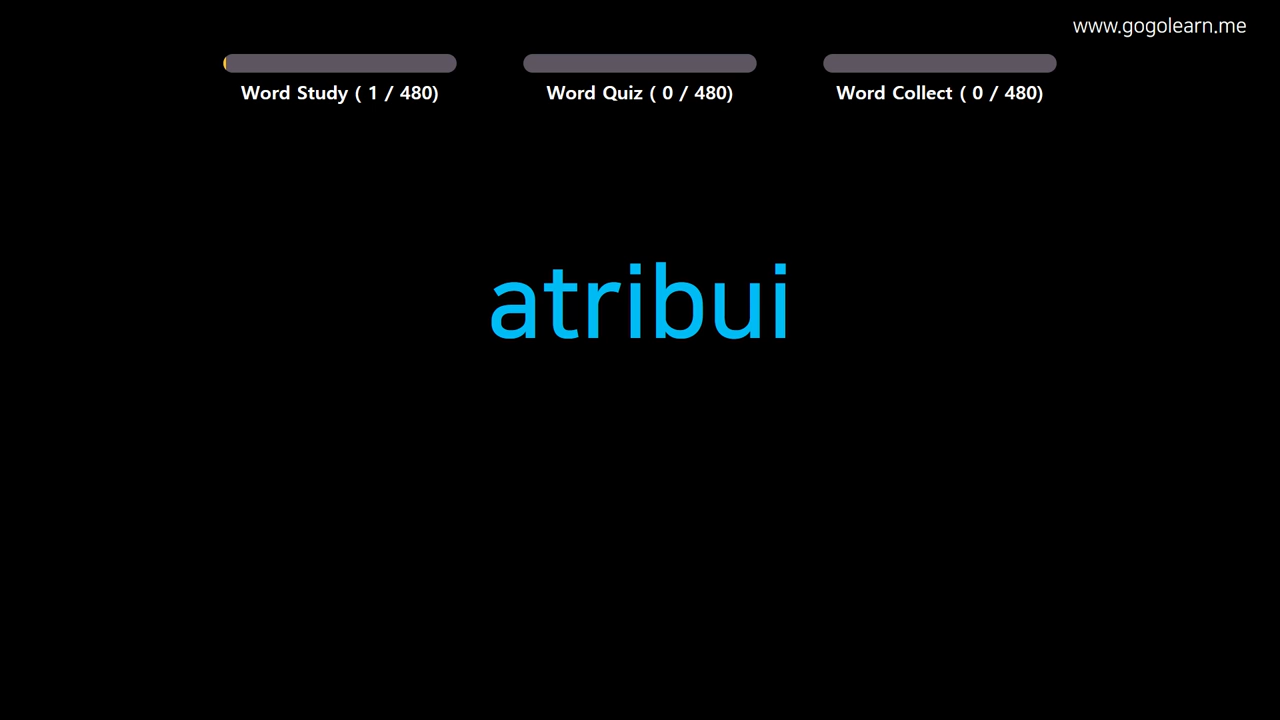 www.gogolearn.me
Word Study ( 1 / 480)
Word Quiz ( 0 / 480)
Word Collect ( 0 / 480)
atribui